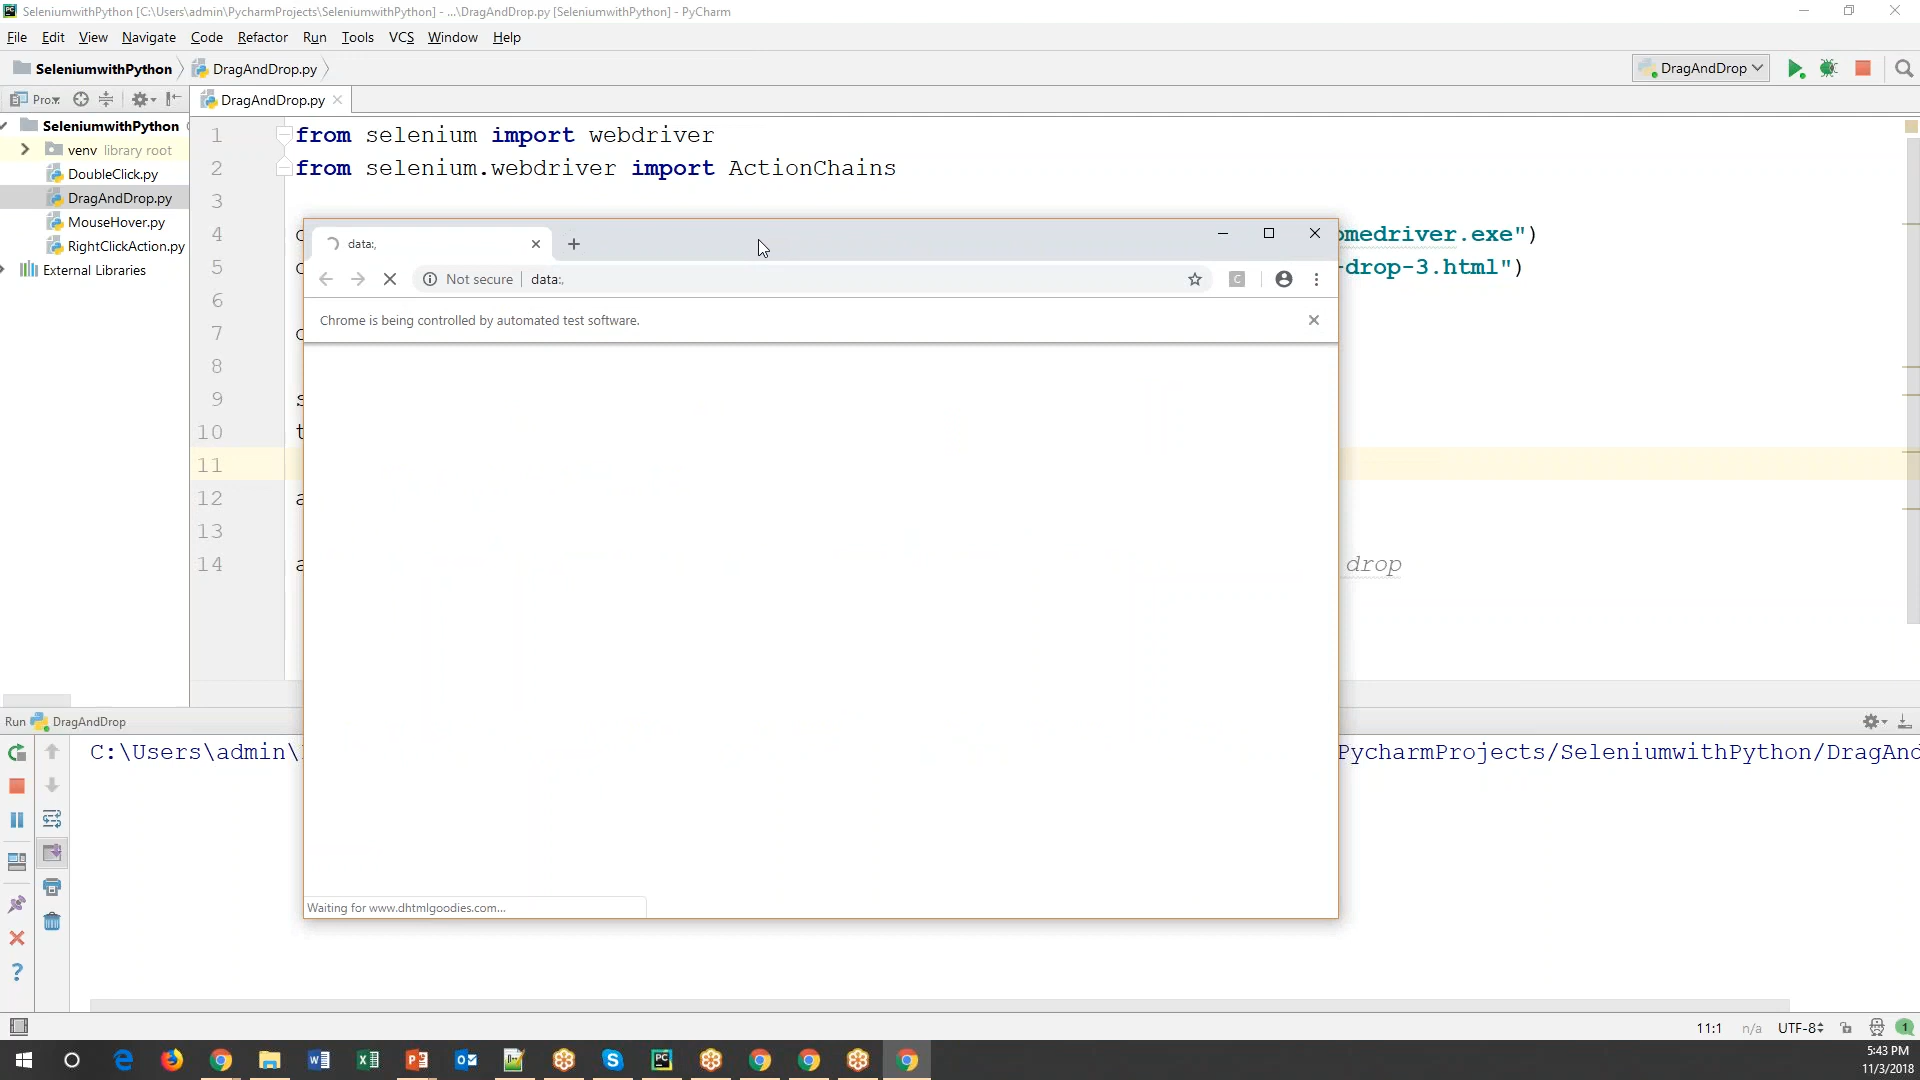 SeleniumwithPython [C:\Users\admin\PycharmProjects\SeleniumwithPython] - ...\DragAndDrop.py [SeleniumwithPython] - PyCharm
File Edit View Navigate Code Refactor Run Tools VCS Window Help
SeleniumwithPython DragAndDrop.py
DragAndDrop
DragAndDrop.py
SeleniumwithPython
venv library root
DoubleClick.py
DragAndDrop.py
MouseHover.py
RightClickAction.py
External Libraries
1 from selenium import webdriver
2 from selenium.webdriver import ActionChains
3
4 omedriver.exe")
5 -drop-3.html")
6
7
8
9
10
11
12
13
14 drop
data:,
Not secure data:,
Chrome is being controlled by automated test software.
Waiting for www.dhtmlgoodies.com...
Run DragAndDrop
C:\Users\admin\ PycharmProjects/SeleniumwithPython/DragAnd
11:1 n/a UTF-8
1
5:43 PM
11/3/2018